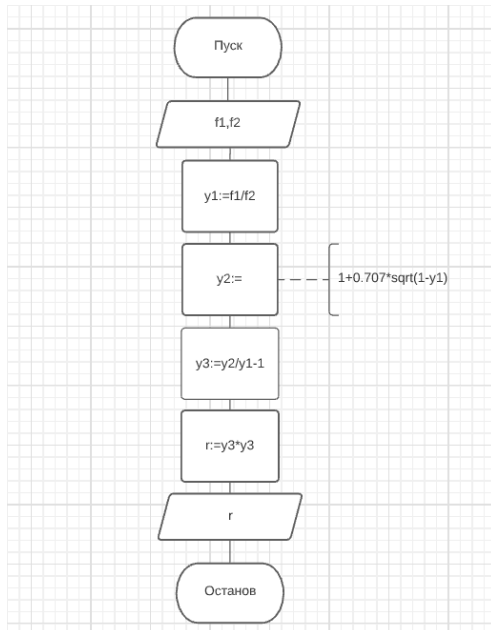 Пуск
f1,f2
y1:=f1/f2
y2:=
1+0.707*sqrt(1-y1)
y3:=y2/y1-1
r:=y3*y3
r
Останов